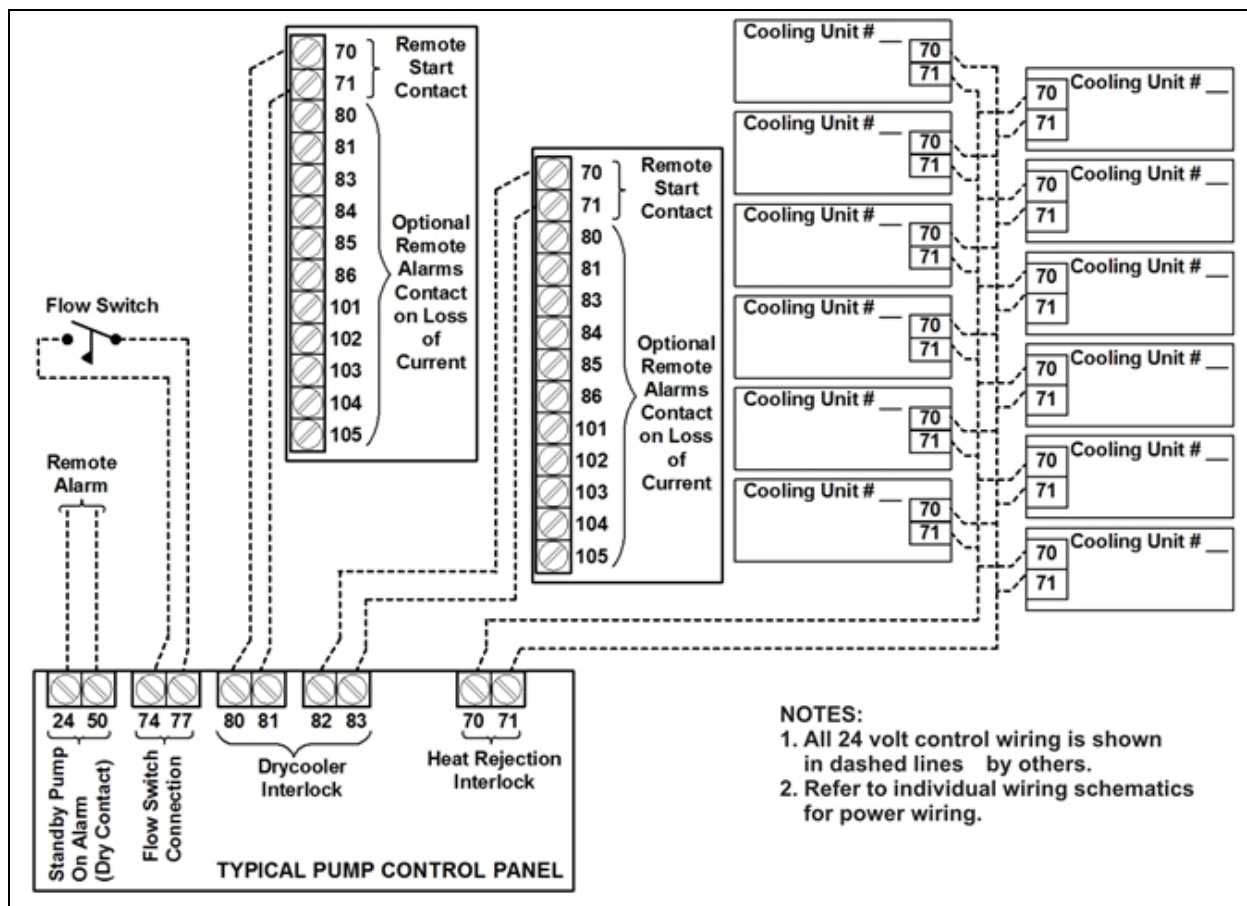 70
71
80
81
83
84
85
86
101
102
103
104
105
Remote
Start
Contact
Optional
Remote
Alarms
Contact
on Loss
of
Current
70
71
80
81
83
84
85
86
101
102
103
104
105
Remote
Start
Contact
Optional
Remote
Alarms
Contact
on Loss
of
Current
Cooling Unit # __
70
71
Cooling Unit # __
70
71
Cooling Unit # __
70
71
Cooling Unit # __
70
71
Cooling Unit # __
70
71
Cooling Unit # __
70
71
Cooling Unit # __
70
71
Cooling Unit # __
70
71
Cooling Unit # __
70
71
Cooling Unit # __
70
71
Cooling Unit # __
70
71
Cooling Unit # __
70
71
Flow Switch
Remote
Alarm
24 50 74 77 80 81 82 83 70 71
Standby Pump
On Alarm
(Dry Contact)
Flow Switch
Connection
Drycooler
Interlock
Heat Rejection
Interlock
TYPICAL PUMP CONTROL PANEL
NOTES:
1. All 24 volt control wiring is shown
in dashed lines by others.
2. Refer to individual wiring schematics
for power wiring.